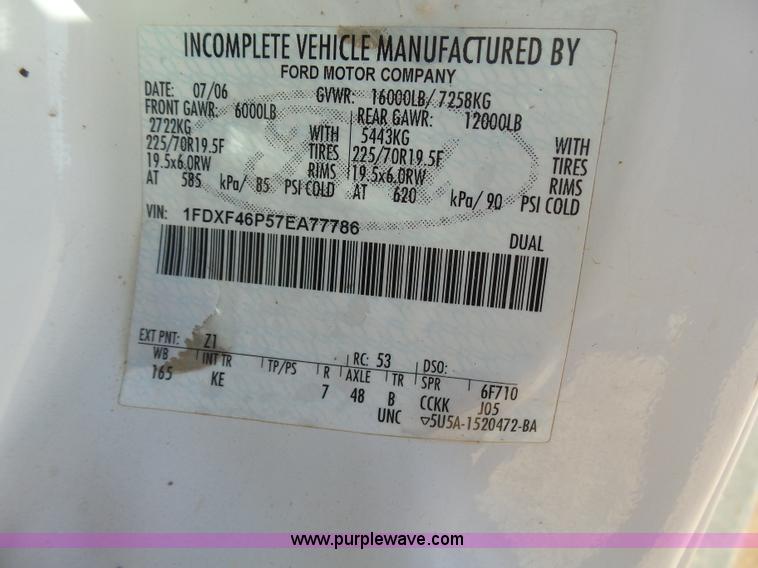 INCOMPLETE VEHICLE MANUFACTURED BY
FORD MOTOR COMPANY
DATE: 07/06 GVWR: 16000LB/ 7258KG
FRONT GAWR: 6000LB REAR GAWR: 12000LB
2722KG WITH 5443KG WITH
225/70R19.5F TIRES 225/70R19.5F TIRES
19.5x6.0RW RIMS 19.5x6.0RW RIMS
AT 585 kPa/ 85 PSI COLD AT 620 kPa/ 90 PSI COLD
VIN: 1FDXF46P57EA77786 DUAL
EXT PNT: Z1 RC: 53 DSO:
WB INT TR TP/PS R AXLE TR SPR 6F710
165 KE 7 48 B CCKK J05
UNC ▽5U5A-1520472-BA
www.purplewave.com